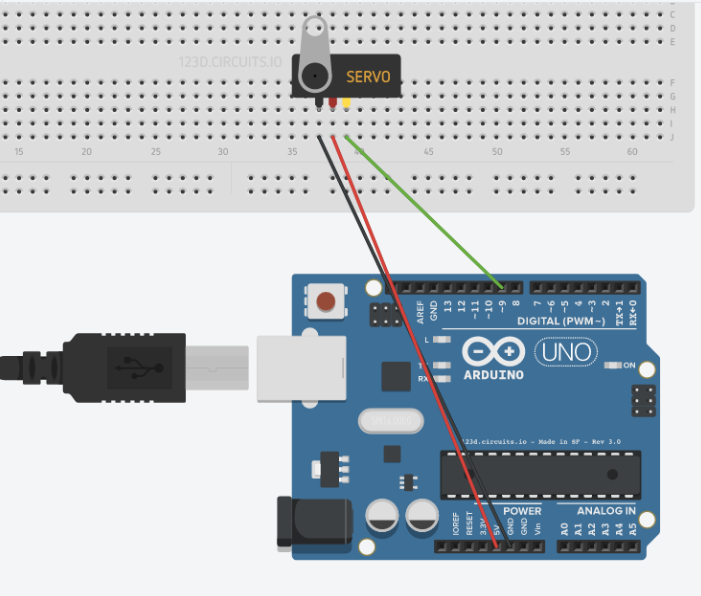 C
D
E
123D.CIRCUITS.IO
SERVO
F
G
H
I
J
15 20 25 30 35 40 45 50 55 60
AREF GND 13 12 ~11 ~10 ~9 8 7 ~6 ~5 4 ~3 2 TX→1 RX←0
DIGITAL (PWM~)
L
UNO
ARDUINO
RX
ON
123d.circuits.io - Made in SF - Rev 3.0
POWER ANALOG IN
IOREF RESET 3.3V 5V GND GND Vin A0 A1 A2 A3 A4 A5